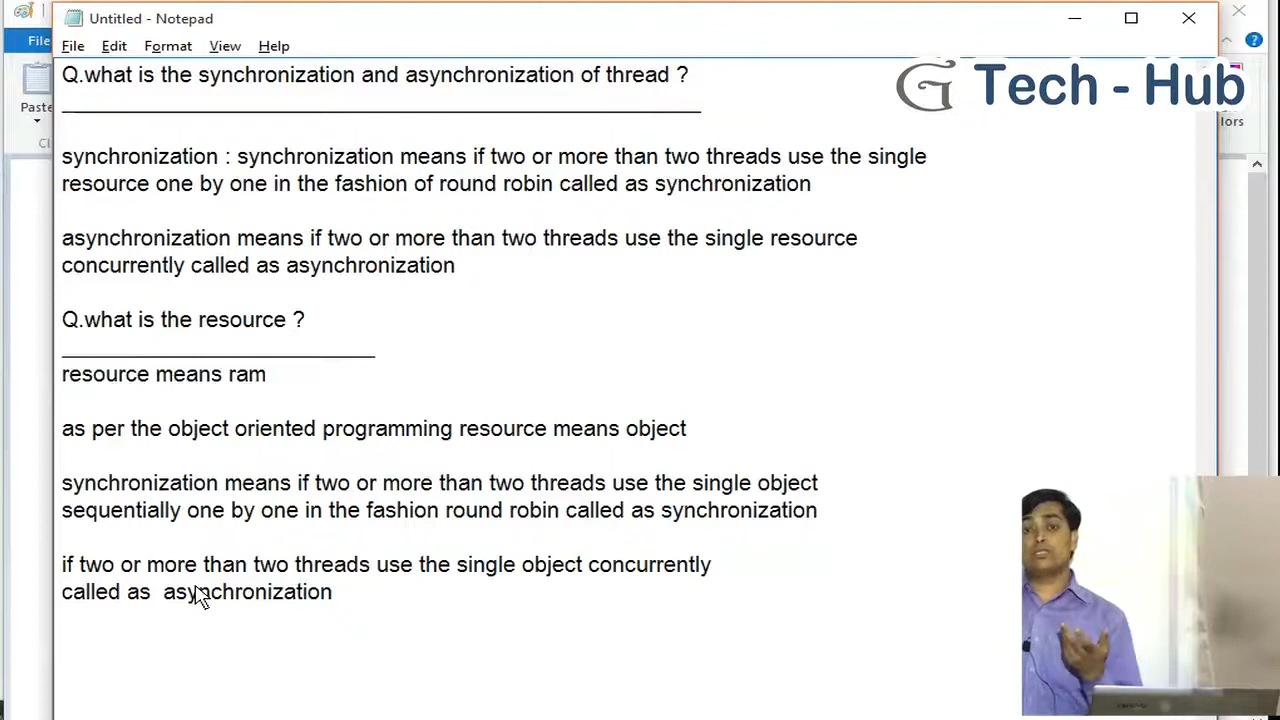 Untitled - Notepad
File
File Edit Format View Help
Q.what is the synchronization and asynchronization of thread ?
G Tech - Hub
Paste
lors
synchronization : synchronization means if two or more than two threads use the single
resource one by one in the fashion of round robin called as synchronization
asynchronization means if two or more than two threads use the single resource
concurrently called as asynchronization
Q.what is the resource ?
resource means ram
as per the object oriented programming resource means object
synchronization means if two or more than two threads use the single object
sequentially one by one in the fashion round robin called as synchronization
if two or more than two threads use the single object concurrently
called as asynchronization